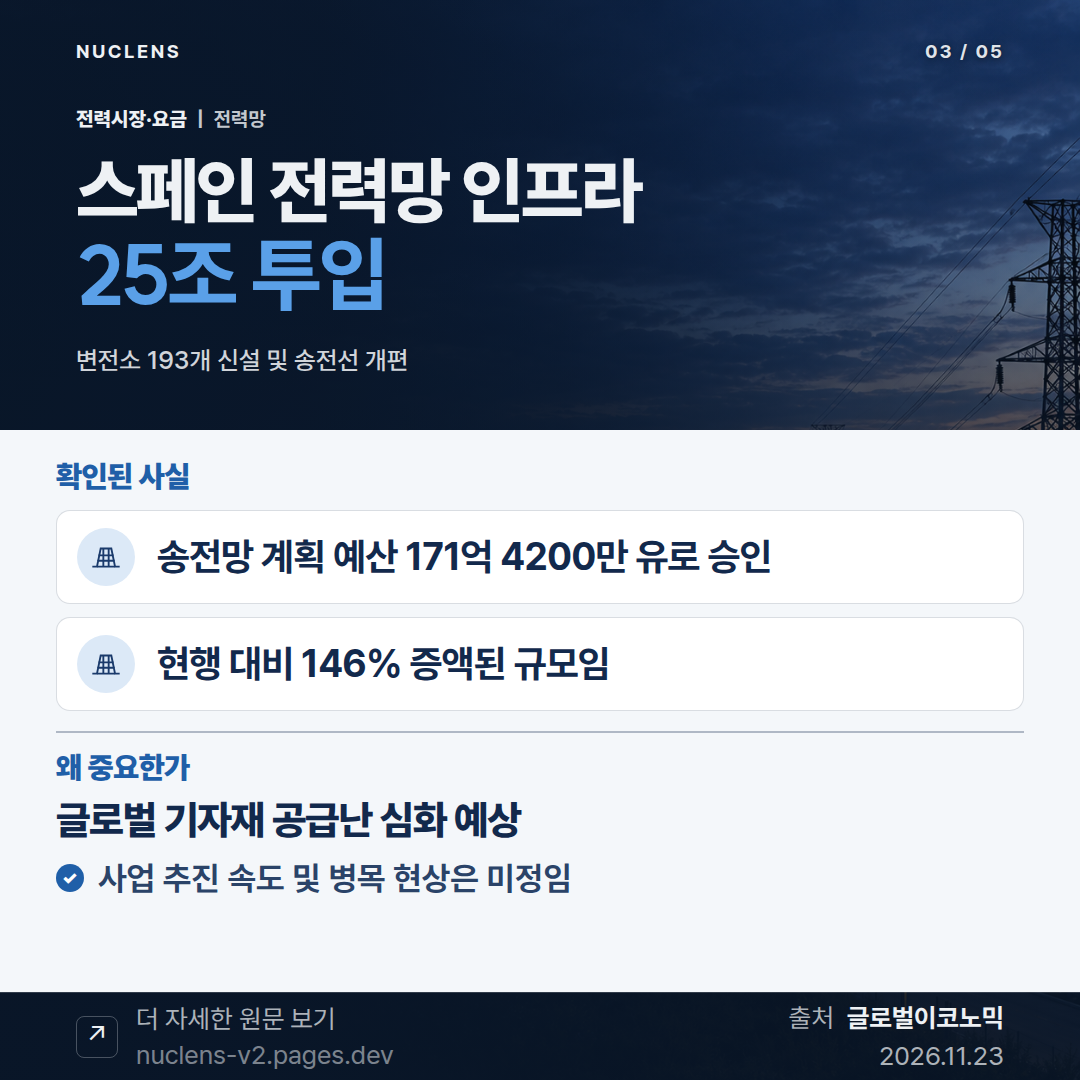 NUCLENS
03 / 05
전력시장·요금 | 전력망
스페인 전력망 인프라
25조 투입
변전소 193개 신설 및 송전선 개편
확인된 사실
송전망 계획 예산 171억 4200만 유로 승인
현행 대비 146% 증액된 규모임
왜 중요한가
글로벌 기자재 공급난 심화 예상
사업 추진 속도 및 병목 현상은 미정임
더 자세한 원문 보기
nuclens-v2.pages.dev
출처 글로벌이코노믹
2026.11.23